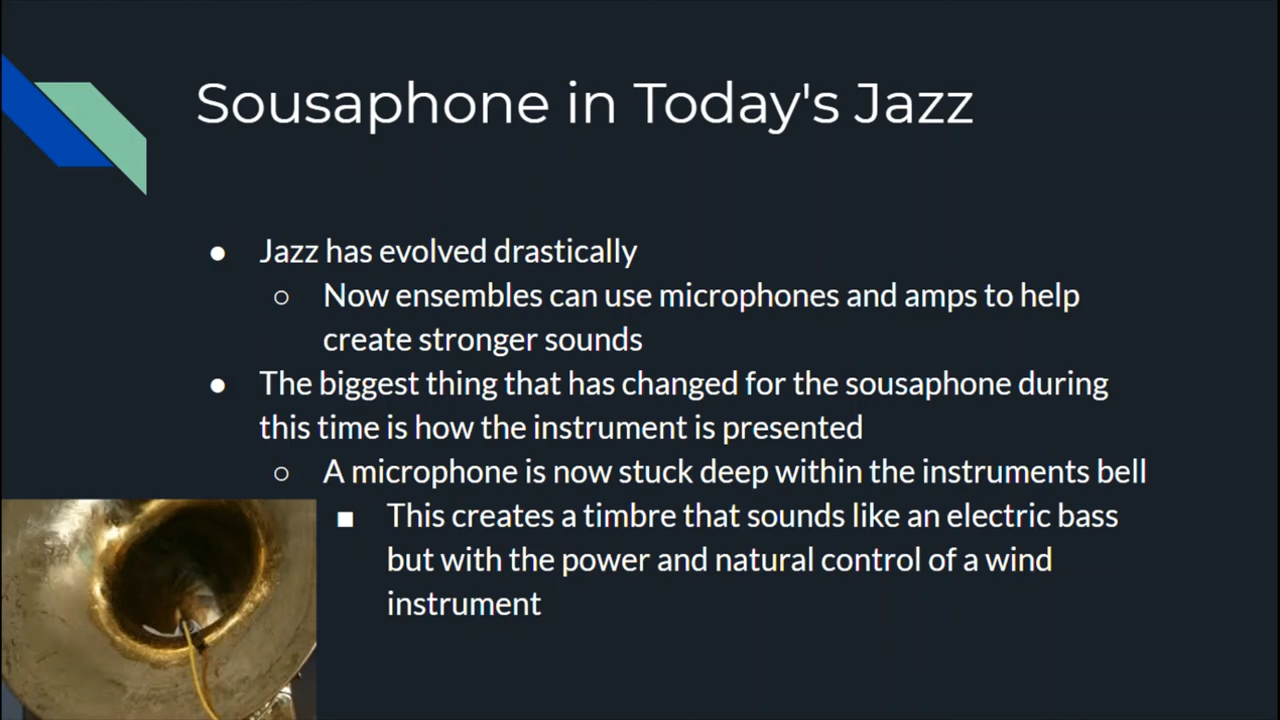 Sousaphone in Today's Jazz
● Jazz has evolved drastically
○ Now ensembles can use microphones and amps to help
create stronger sounds
● The biggest thing that has changed for the sousaphone during
this time is how the instrument is presented
○ A microphone is now stuck deep within the instruments bell
■ This creates a timbre that sounds like an electric bass
but with the power and natural control of a wind
instrument